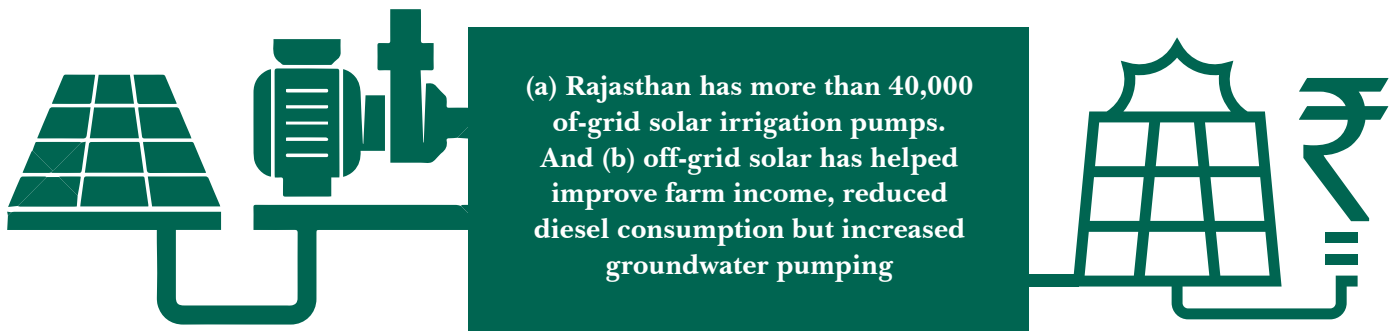 (a) Rajasthan has more than 40,000
of-grid solar irrigation pumps.
And (b) off-grid solar has helped
improve farm income, reduced
diesel consumption but increased
groundwater pumping
₹